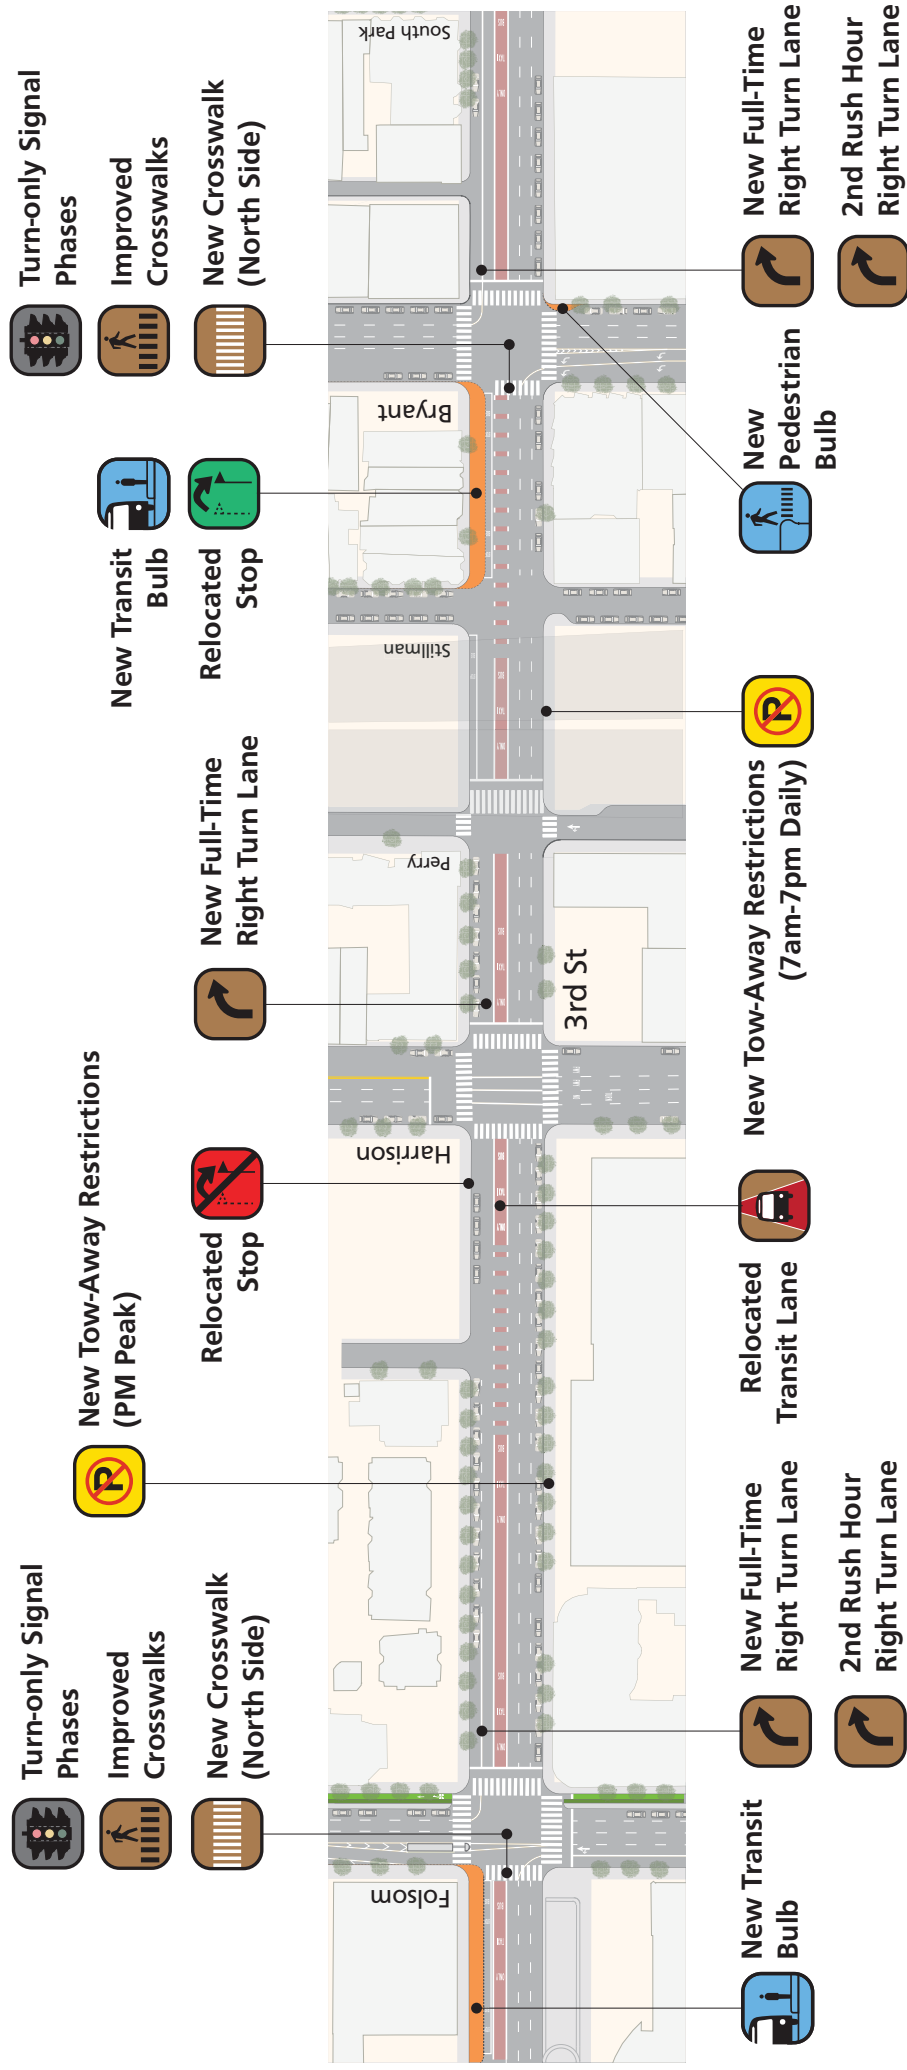 Turn-only Signal
Phases
Improved
Crosswalks
New Crosswalk
(North Side)
P
New Tow-Away Restrictions
(PM Peak)
Relocated
Stop
New Full-Time
Right Turn Lane
New Transit
Bulb
Relocated
Stop
Turn-only Signal
Phases
Improved
Crosswalks
New Crosswalk
(North Side)
Folsom
Harrison
Perry
Stillman
Bryant
South Park
3rd St
New Transit
Bulb
New Full-Time
Right Turn Lane
2nd Rush Hour
Right Turn Lane
Relocated
Transit Lane
New Tow-Away Restrictions
(7am-7pm Daily)
P
New
Pedestrian
Bulb
New Full-Time
Right Turn Lane
2nd Rush Hour
Right Turn Lane